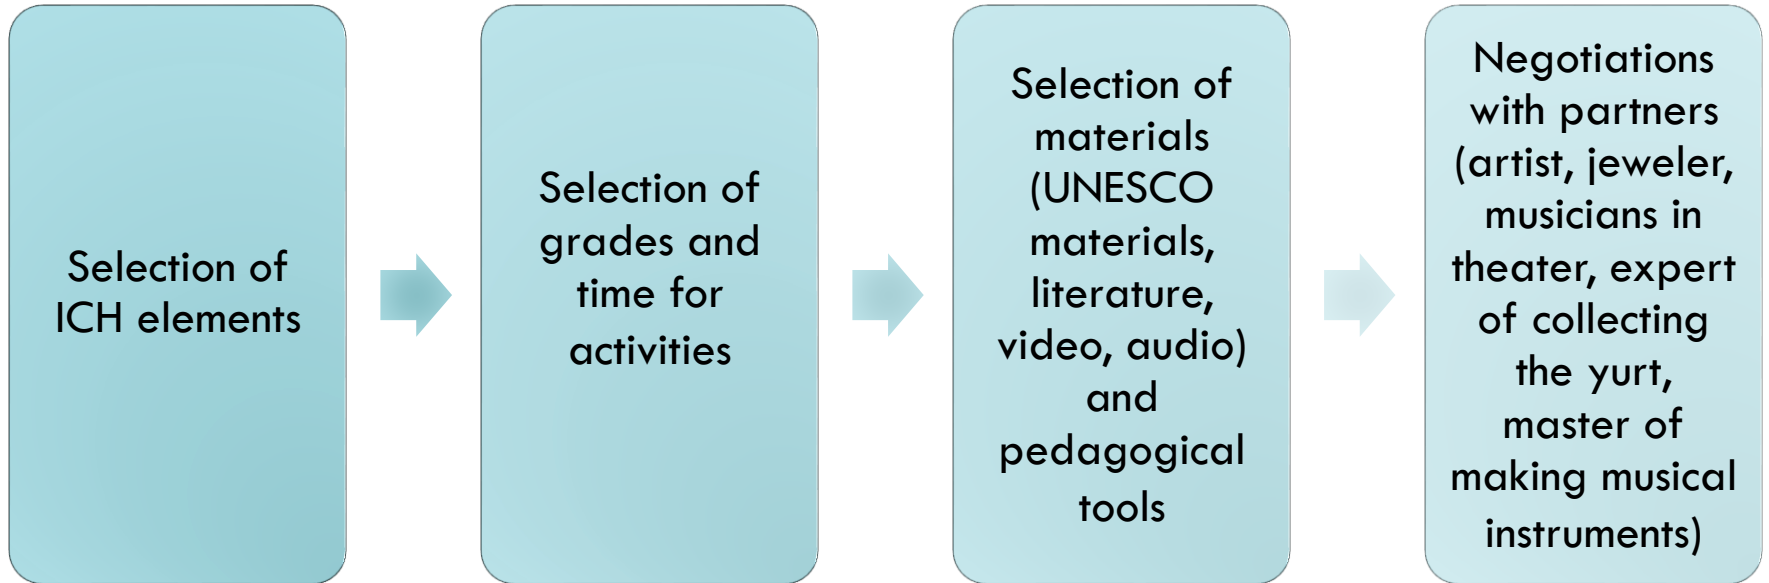 Selection of
ICH elements
Selection of
grades and
time for
activities
Selection of
materials
(UNESCO
materials,
literature,
video, audio)
and
pedagogical
tools
Negotiations
with partners
(artist, jeweler,
musicians in
theater, expert
of collecting
the yurt,
master of
making musical
instruments)